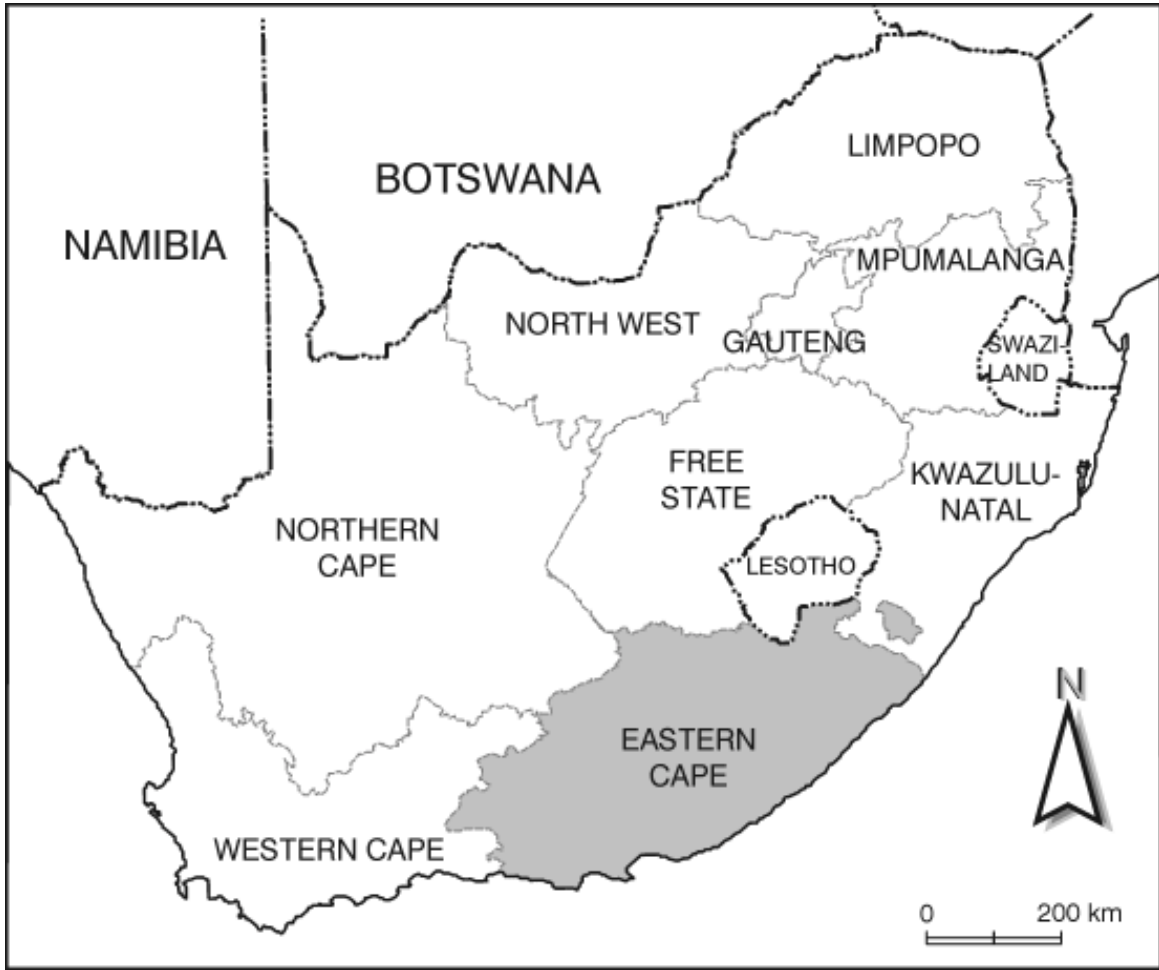 LIMPOPO
BOTSWANA
NAMIBIA
MPUMALANGA
NORTH WEST
GAUTENG
SWAZI-
LAND
FREE
STATE
KWAZULU-
NATAL
NORTHERN
CAPE
LESOTHO
N
EASTERN
CAPE
WESTERN CAPE
0 200 km